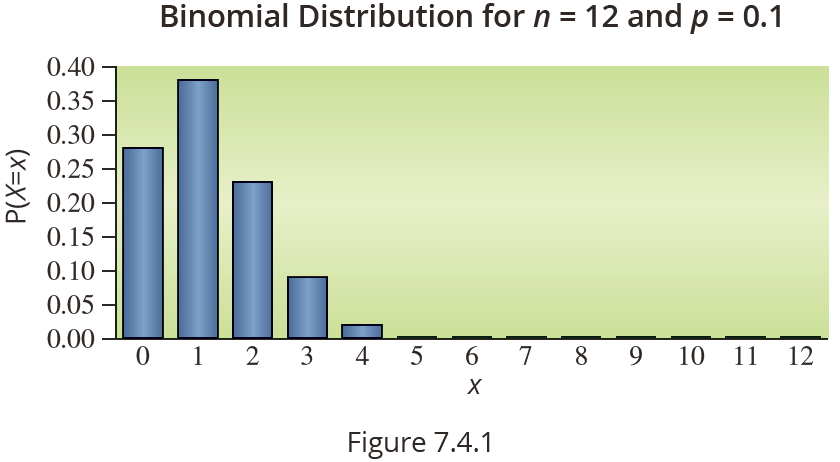 Binomial Distribution for n = 12 and p = 0.1
0.40
0.35
0.30
0.25
0.20
0.15
0.10
0.05
0.00
P(X=x)
0 1 2 3 4 5 6 7 8 9 10 11 12
x
Figure 7.4.1